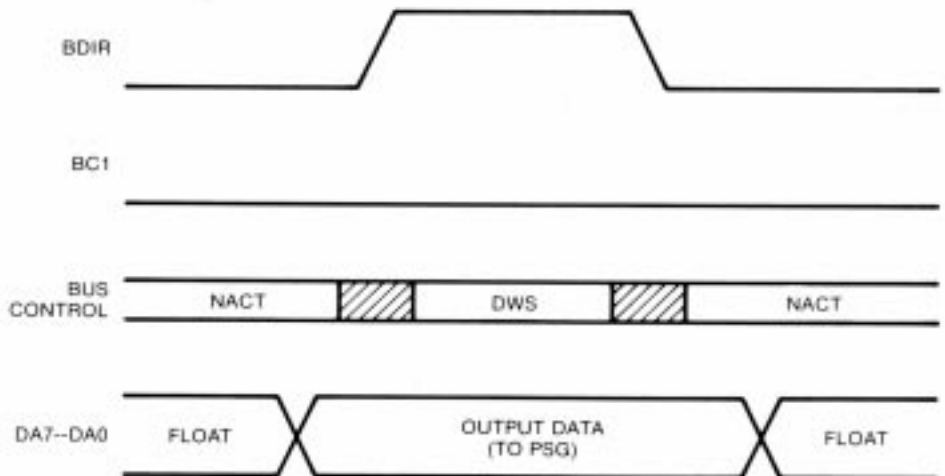 BDIR
BC1
BUS
CONTROL
NACT
DWS
NACT
DA7--DA0
FLOAT
OUTPUT DATA
(TO PSG)
FLOAT